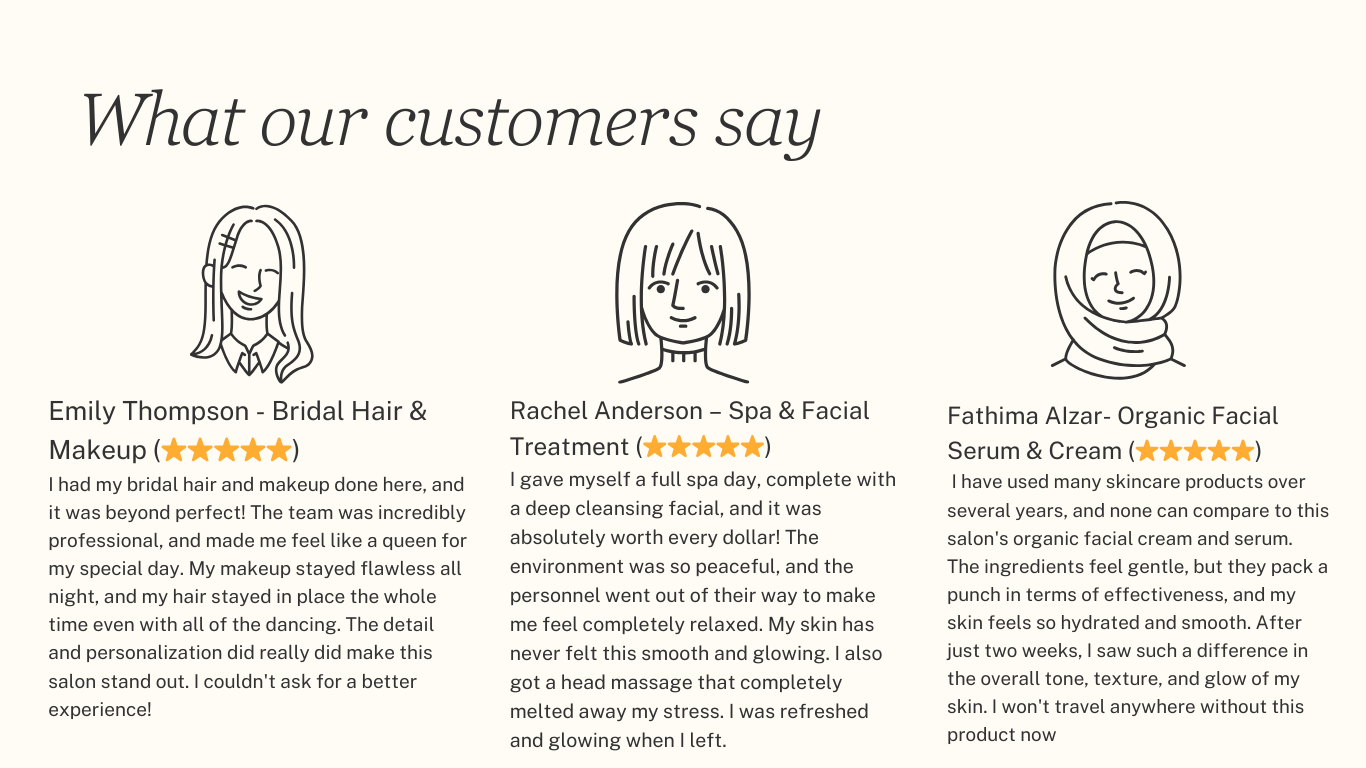 What our customers say
Emily Thompson - Bridal Hair &
Makeup (⭐⭐⭐⭐⭐)
I had my bridal hair and makeup done here, and
it was beyond perfect! The team was incredibly
professional, and made me feel like a queen for
my special day. My makeup stayed flawless all
night, and my hair stayed in place the whole
time even with all of the dancing. The detail
and personalization did really did make this
salon stand out. I couldn't ask for a better
experience!
Rachel Anderson – Spa & Facial
Treatment (⭐⭐⭐⭐⭐)
I gave myself a full spa day, complete with
a deep cleansing facial, and it was
absolutely worth every dollar! The
environment was so peaceful, and the
personnel went out of their way to make
me feel completely relaxed. My skin has
never felt this smooth and glowing. I also
got a head massage that completely
melted away my stress. I was refreshed
and glowing when I left.
Fathima Alzar- Organic Facial
Serum & Cream (⭐⭐⭐⭐⭐)
I have used many skincare products over
several years, and none can compare to this
salon's organic facial cream and serum.
The ingredients feel gentle, but they pack a
punch in terms of effectiveness, and my
skin feels so hydrated and smooth. After
just two weeks, I saw such a difference in
the overall tone, texture, and glow of my
skin. I won't travel anywhere without this
product now